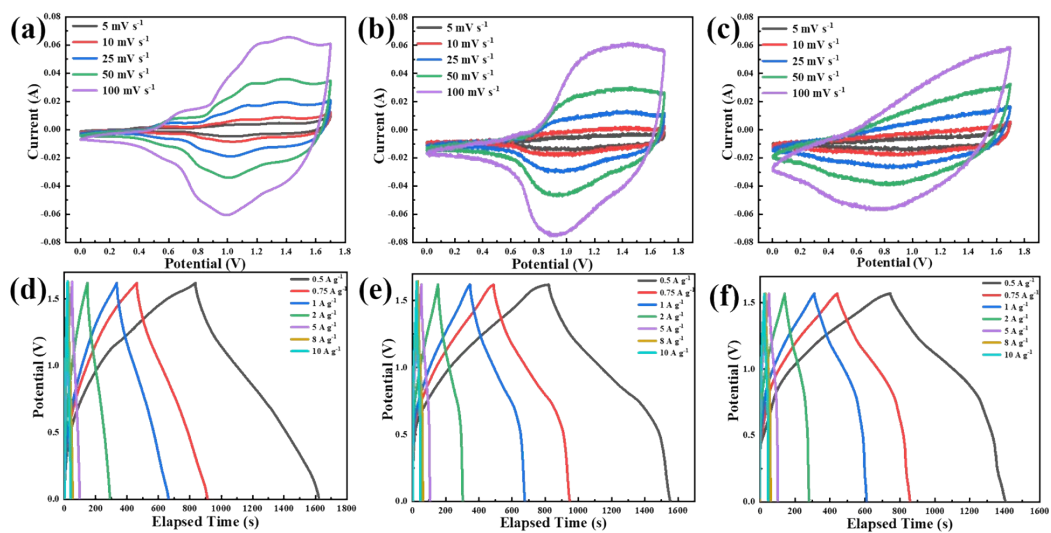 (a)
5 mV s⁻¹
10 mV s⁻¹
25 mV s⁻¹
50 mV s⁻¹
100 mV s⁻¹
Current (A)
0.08
0.06
0.04
0.02
0.00
-0.02
-0.04
-0.06
-0.08
0.0 0.2 0.4 0.6 0.8 1.0 1.2 1.4 1.6 1.8
Potential (V)
(b)
5 mV s⁻¹
10 mV s⁻¹
25 mV s⁻¹
50 mV s⁻¹
100 mV s⁻¹
Current (A)
0.08
0.06
0.04
0.02
0.00
-0.02
-0.04
-0.06
-0.08
0.0 0.2 0.4 0.6 0.8 1.0 1.2 1.4 1.6 1.8
Potential (V)
(c)
5 mV s⁻¹
10 mV s⁻¹
25 mV s⁻¹
50 mV s⁻¹
100 mV s⁻¹
Current (A)
0.08
0.06
0.04
0.02
0.00
-0.02
-0.04
-0.06
-0.08
0.0 0.2 0.4 0.6 0.8 1.0 1.2 1.4 1.6 1.8
Potential (V)
(d)
0.5 A g⁻¹
0.75 A g⁻¹
1 A g⁻¹
2 A g⁻¹
5 A g⁻¹
8 A g⁻¹
10 A g⁻¹
Potential (V)
1.5
1.0
0.5
0.0
0 200 400 600 800 1000 1200 1400 1600 1800
Elapsed Time (s)
(e)
0.5 A g⁻¹
0.75 A g⁻¹
1 A g⁻¹
2 A g⁻¹
5 A g⁻¹
8 A g⁻¹
10 A g⁻¹
Potential (V)
1.5
1.0
0.5
0.0
0 200 400 600 800 1000 1200 1400 1600
Elapsed Time (s)
(f)
0.5 A g⁻¹
0.75 A g⁻¹
1 A g⁻¹
2 A g⁻¹
5 A g⁻¹
8 A g⁻¹
10 A g⁻¹
Potential (V)
1.5
1.0
0.5
0.0
0 200 400 600 800 1000 1200 1400 1600
Elapsed Time (s)